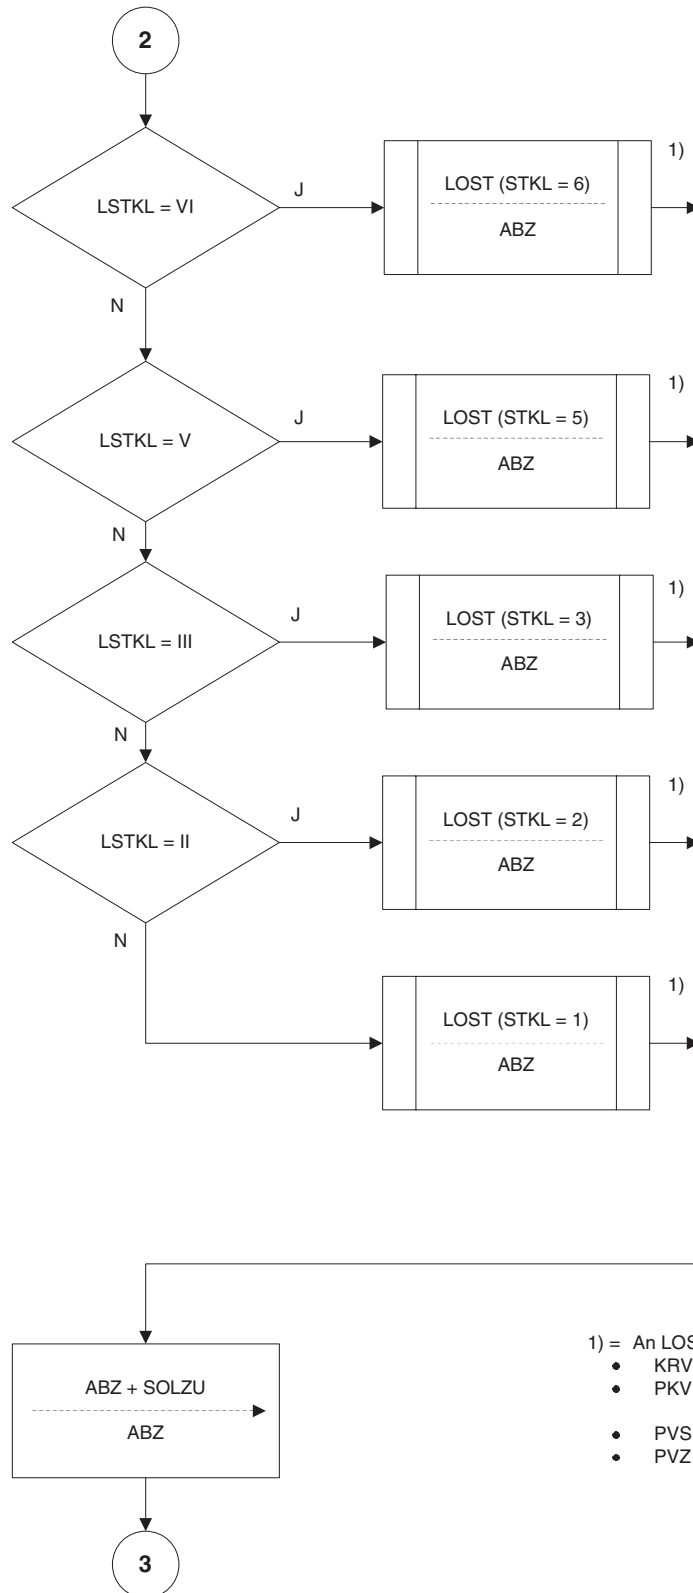 2
LSTKL = VI
J
LOST (STKL = 6)
ABZ
1)
N
LSTKL = V
J
LOST (STKL = 5)
ABZ
1)
N
LSTKL = III
J
LOST (STKL = 3)
ABZ
1)
N
LSTKL = II
J
LOST (STKL = 2)
ABZ
1)
N
LOST (STKL = 1)
ABZ
1)
ABZ + SOLZU
ABZ
1) = An LOS
• KRV
• PKV
• PVS
• PVZ
3